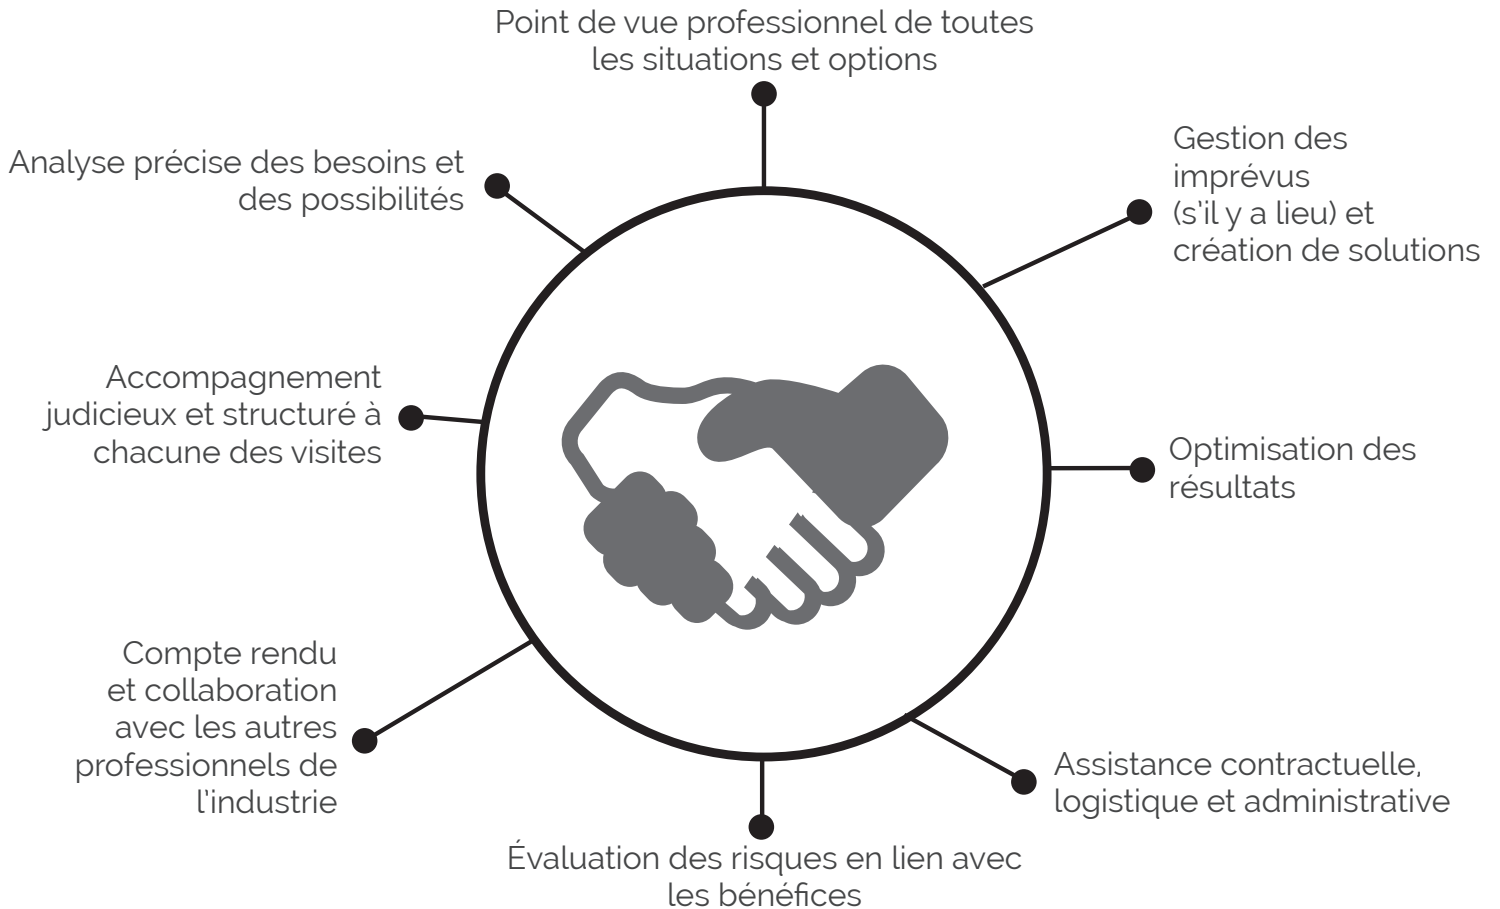 Point de vue professionnel de toutes
les situations et options
Analyse précise des besoins et
des possibilités
Gestion des
imprévus
(s'il y a lieu) et
création de solutions
Accompagnement
judicieux et structuré à
chacune des visites
Optimisation des
résultats
Compte rendu
et collaboration
avec les autres
professionnels de
l'industrie
Assistance contractuelle,
logistique et administrative
Évaluation des risques en lien avec
les bénéfices